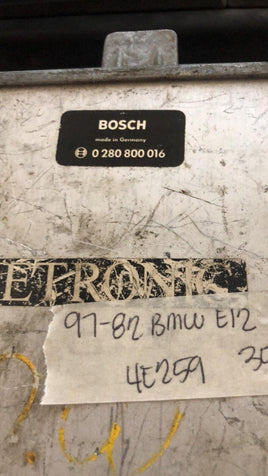 BOSCH
made in Germany
0 280 800 016
ETRONIC
97-82 BMW E12
4E259